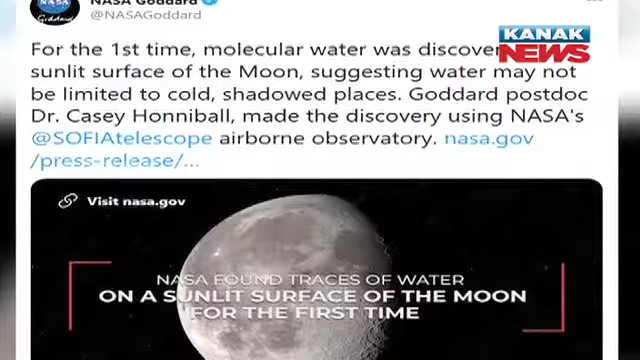 NASA Goddard
@NASAGoddard
KANAK
NEWS
For the 1st time, molecular water was discover
sunlit surface of the Moon, suggesting water may not
be limited to cold, shadowed places. Goddard postdoc
Dr. Casey Honniball, made the discovery using NASA's
@SOFIAtelescope airborne observatory. nasa.gov
/press-release/...
Visit nasa.gov
NASA FOUND TRACES OF WATER
ON A SUNLIT SURFACE OF THE MOON
FOR THE FIRST TIME